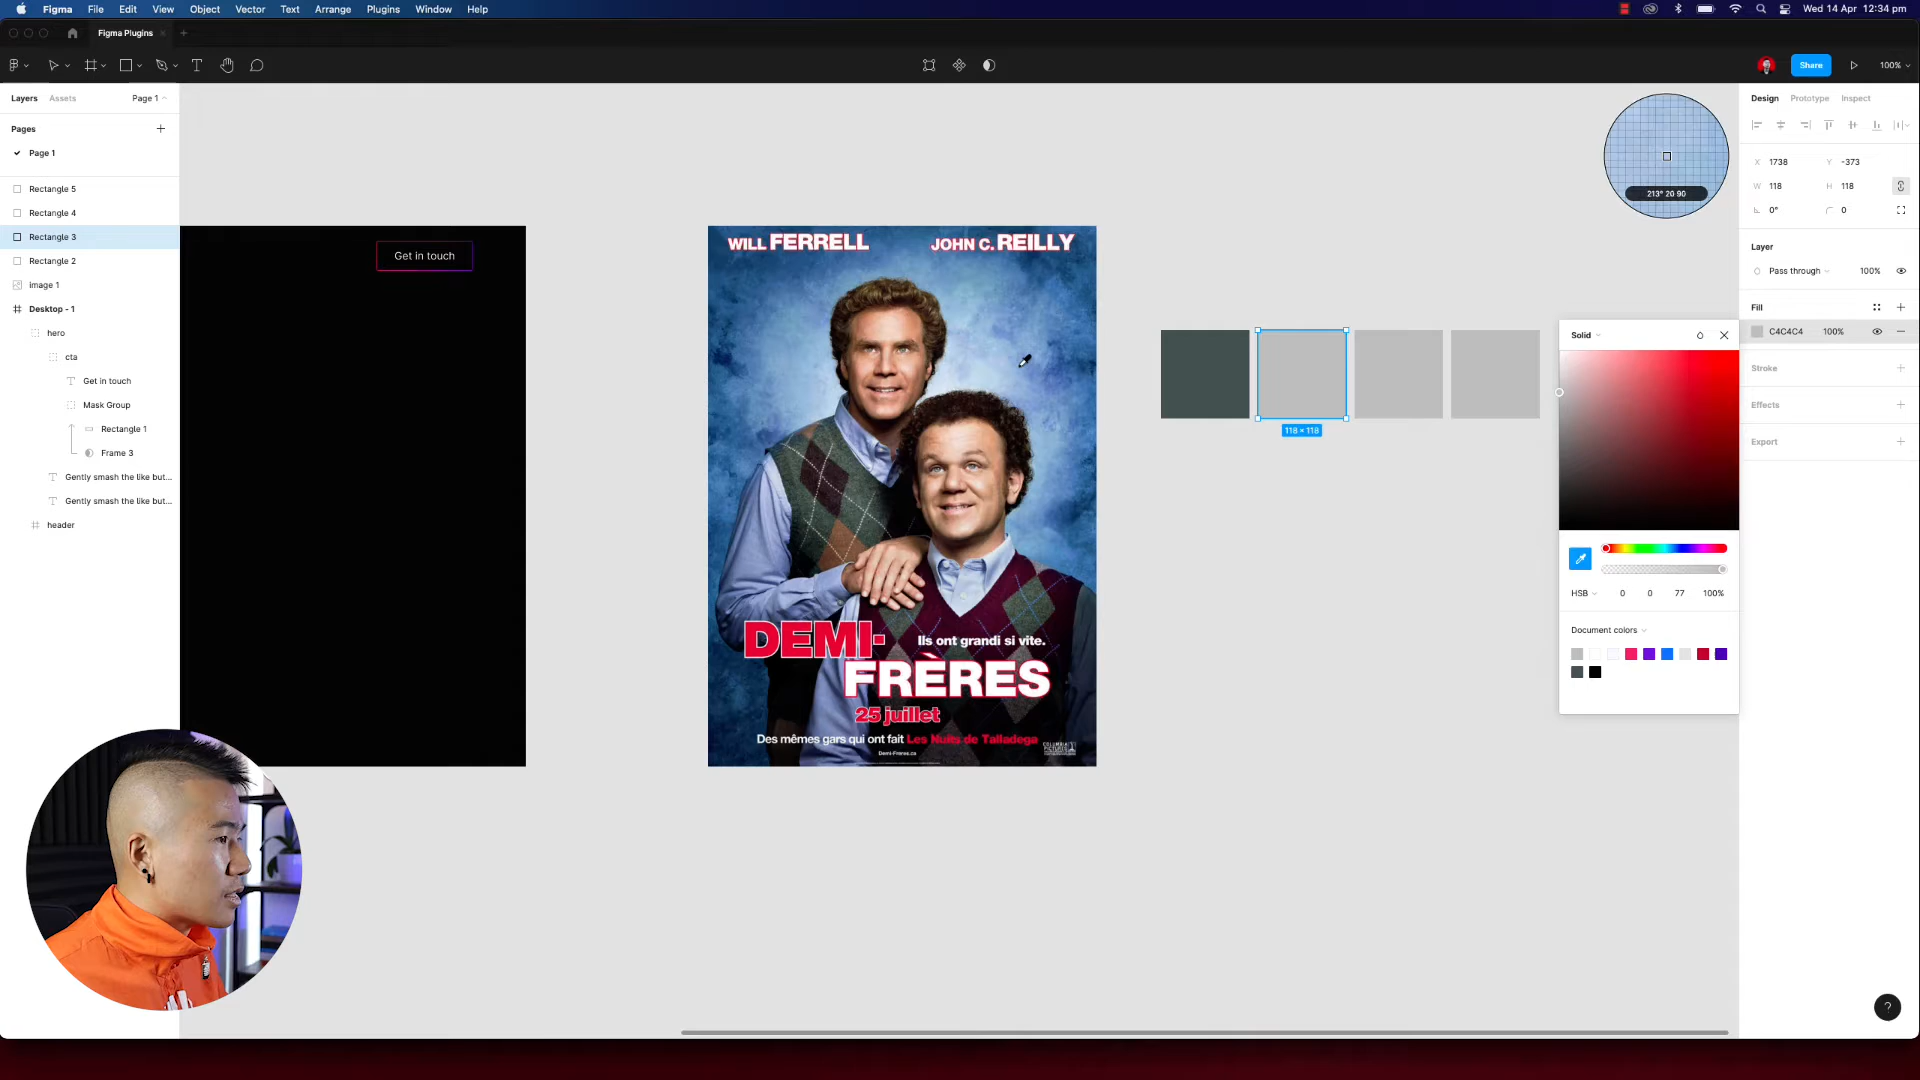 Figma File Edit View Object Vector Text Arrange Plugins Window Help Wed 14 Apr 12:34 pm
Figma Plugins
Share 100%
Layers Assets Page 1
Pages
Page 1
Rectangle 5
Rectangle 4
Rectangle 3
Rectangle 2
image 1
Desktop - 1
hero
cta
Get in touch
Mask Group
Rectangle 1
Frame 3
Gently smash the like but...
Gently smash the like but...
header
Get in touch
WILL FERRELL JOHN C. REILLY
DEMI-
Ils ont grandi si vite.
FRÈRES
25 juillet
Des mêmes gars qui ont fait Les Nuits de Talladega
Demi-Freres.ca
COLUMBIA
PICTURES
118 × 118
213° 20 90
Solid
HSB 0 0 77 100%
Document colors
Design Prototype Inspect
X 1738 Y -373
W 118 H 118
0° 0
Layer
Pass through 100%
Fill
C4C4C4 100%
Stroke
Effects
Export
?